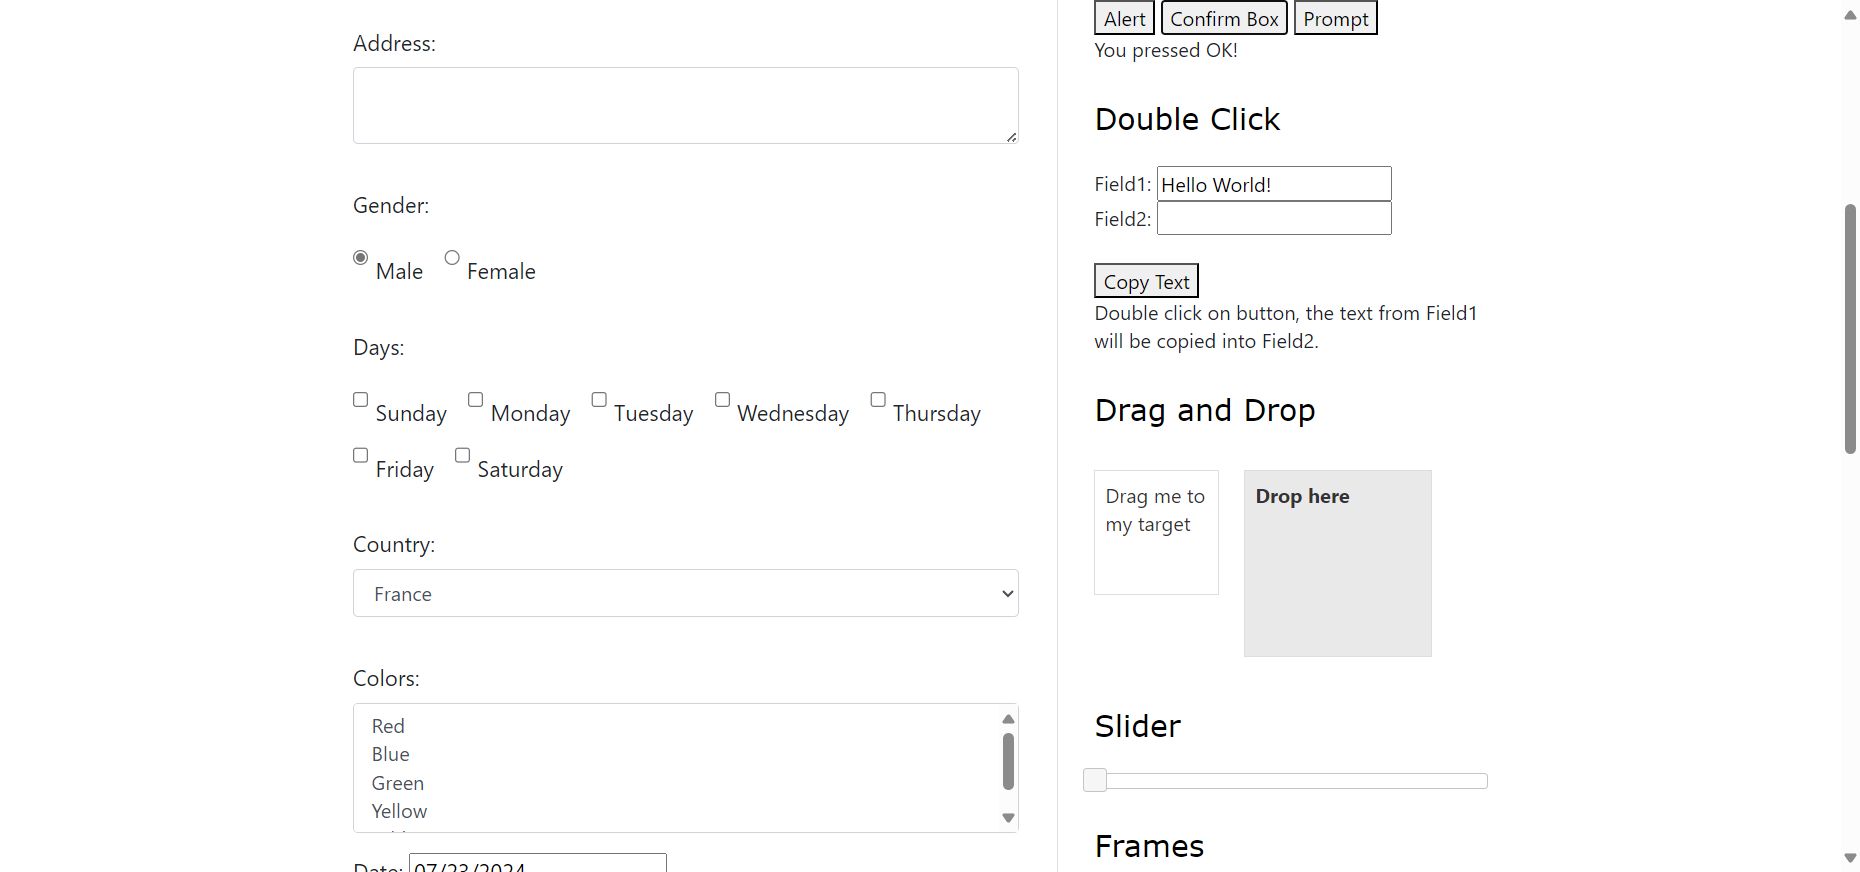 Address:
Gender:
Male Female
Days:
Sunday Monday Tuesday Wednesday Thursday
Friday Saturday
Country:
France
Colors:
Red
Blue
Green
Yellow
Date: 07/23/2024
Alert Confirm Box Prompt
You pressed OK!
Double Click
Field1: Hello World!
Field2:
Copy Text
Double click on button, the text from Field1
will be copied into Field2.
Drag and Drop
Drag me to
my target
Drop here
Slider
Frames